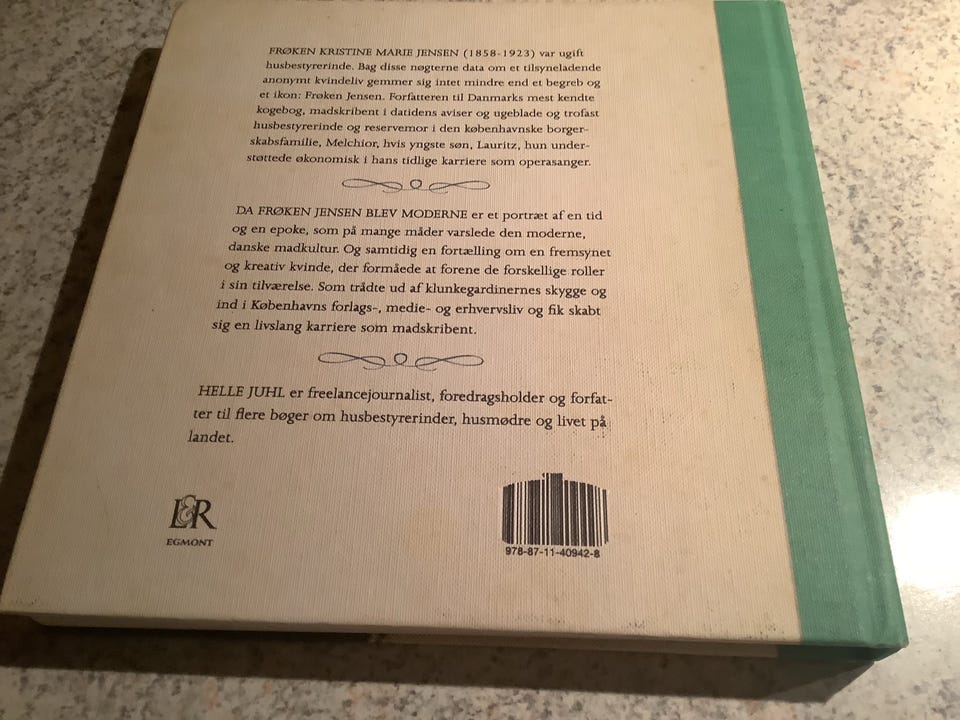 FRØKEN KRISTINE MARIE JENSEN (1858-1923) var ugift
husbestyrerinde. Bag disse nøgterne data om et tilsyneladende
anonymt kvindeliv gemmer sig intet mindre end et begreb og
et ikon: Frøken Jensen. Forfatteren til Danmarks mest kendte
kogebog, madskribent i datidens aviser og ugeblade og trofast
husbestyrerinde og reservemor i den københavnske borger-
skabsfamilie, Melchior, hvis yngste søn, Lauritz, hun under-
støttede økonomisk i hans tidlige karriere som operasanger.
DA FRØKEN JENSEN BLEV MODERNE er et portræt af en tid
og en epoke, som på mange måder varslede den moderne,
danske madkultur. Og samtidig en fortælling om en fremsynet
og kreativ kvinde, der formåede at forene de forskellige roller
i sin tilværelse. Som trådte ud af klunkegardinernes skygge og
ind i Københavns forlags-, medie- og erhvervsliv og fik skabt
sig en livslang karriere som madskribent.
HELLE JUHL er freelancejournalist, foredragsholder og forfat-
ter til flere bøger om husbestyrerinder, husmødre og livet på
landet.
L&R
EGMONT
978-87-11-40942-8